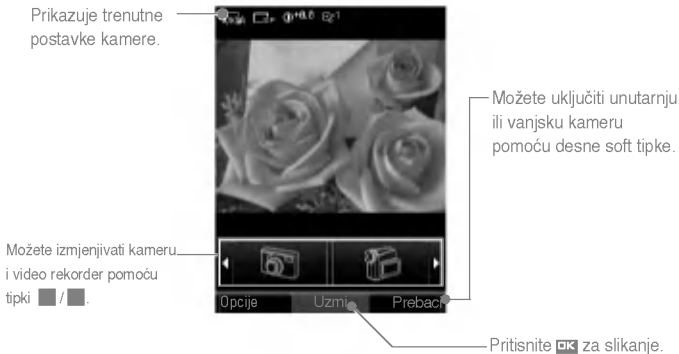 Prikazuje trenutne
postavke kamere.
Možete uključiti unutarnju
ili vanjsku kameru
pomoću desne soft tipke.
Možete izmjenjivati kameru
i video rekorder pomoću
tipki / .
Opcije Uzmi Prebaci
Pritisnite OK za slikanje.